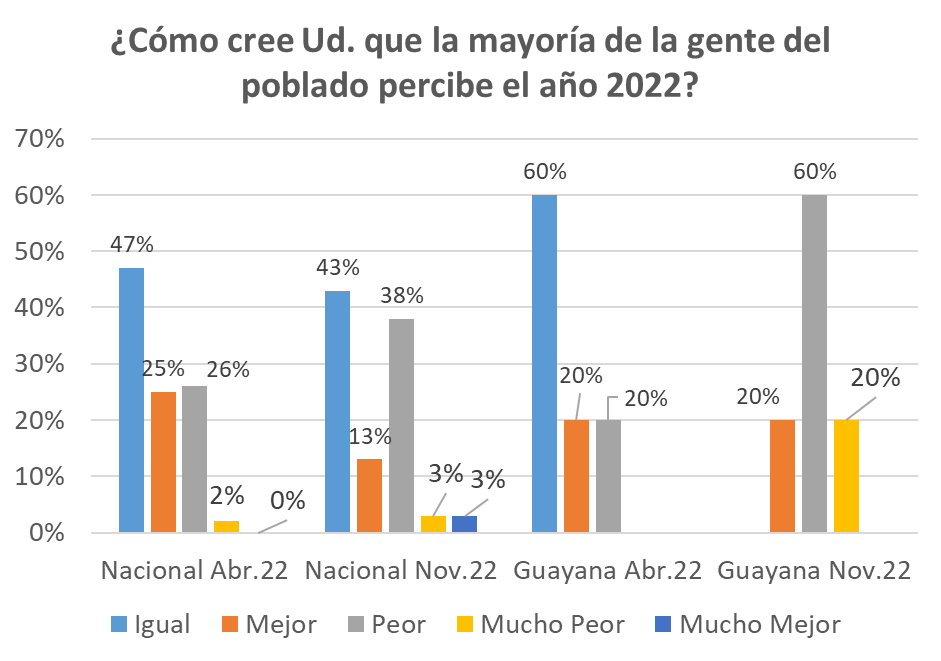 ¿Cómo cree Ud. que la mayoría de la gente del
poblado percibe el año 2022?
70%
60%
50%
40%
30%
20%
10%
0%
47%
25%
26%
2%
0%
43%
13%
38%
3%
3%
60%
20%
20%
20%
60%
20%
Nacional Abr.22
Nacional Nov.22
Guayana Abr.22
Guayana Nov.22
Igual
Mejor
Peor
Mucho Peor
Mucho Mejor